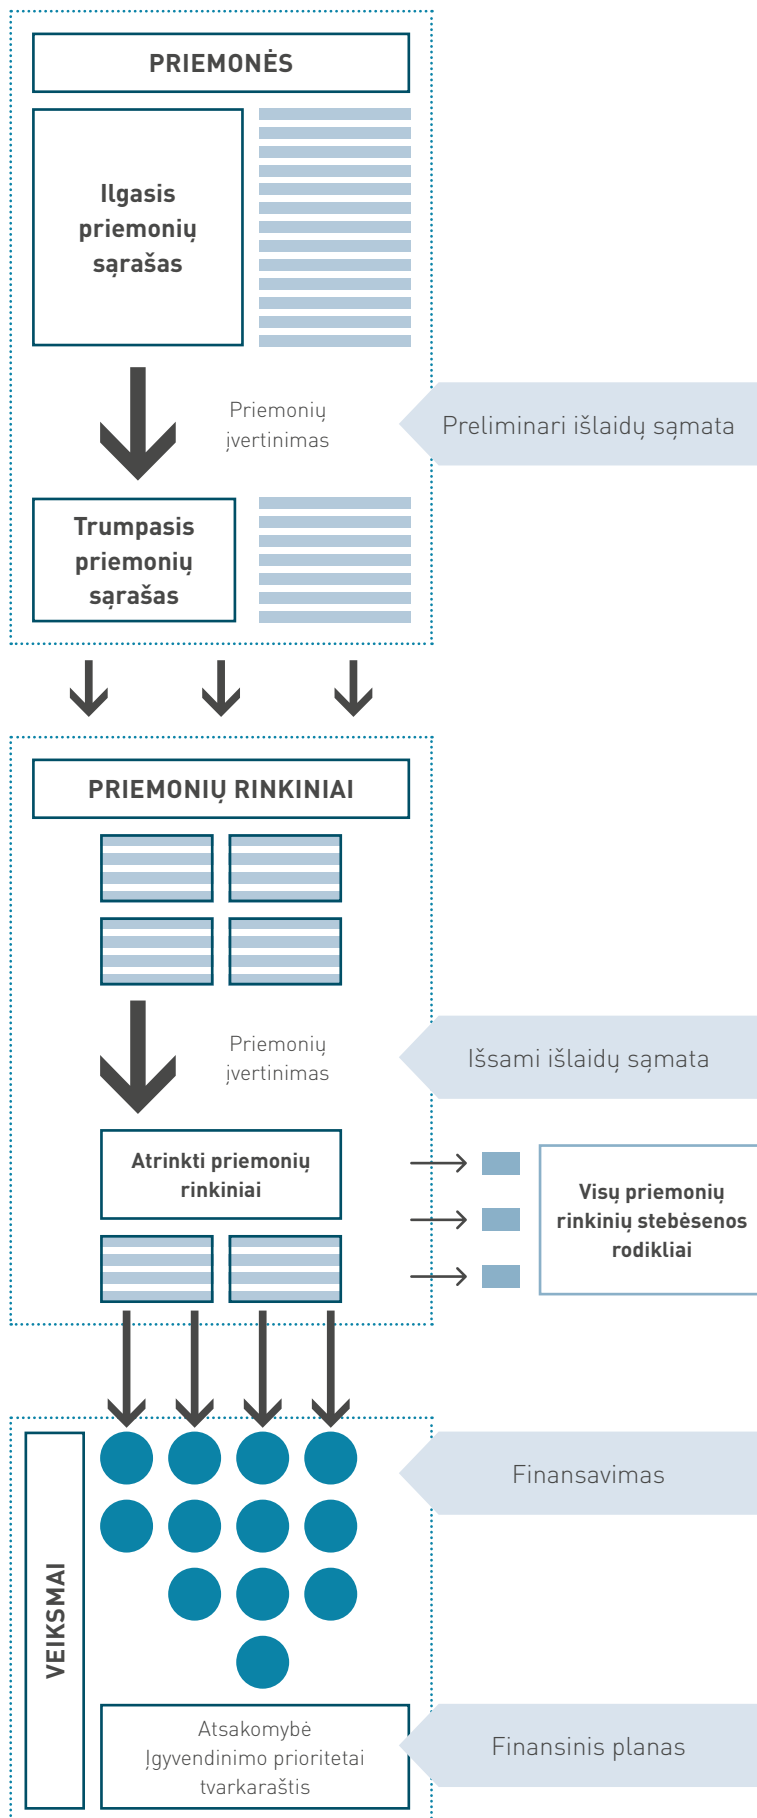 PRIEMONĖS
Ilgasis
priemonių
sąrašas
Priemonių
įvertinimas
Preliminari išlaidų sąmata
Trumpasis
priemonių
sąrašas
PRIEMONIŲ RINKINIAI
Priemonių
įvertinimas
Išsami išlaidų sąmata
Atrinkti priemonių
rinkiniai
Visų priemonių
rinkinių stebėsenos
rodikliai
VEIKSMAI
Finansavimas
Atsakomybė
Įgyvendinimo prioritetai
tvarkaraštis
Finansinis planas